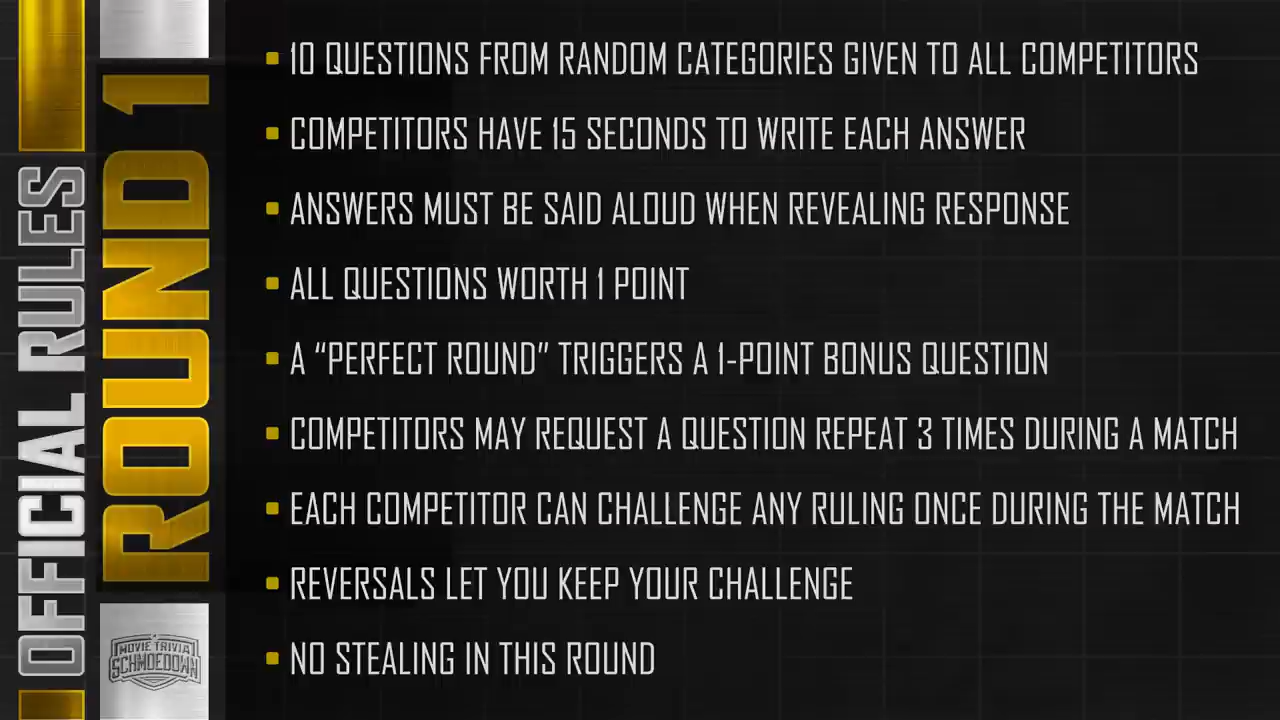 OFFICIAL RULES
ROUND 1
10 QUESTIONS FROM RANDOM CATEGORIES GIVEN TO ALL COMPETITORS
COMPETITORS HAVE 15 SECONDS TO WRITE EACH ANSWER
ANSWERS MUST BE SAID ALOUD WHEN REVEALING RESPONSE
ALL QUESTIONS WORTH 1 POINT
A “PERFECT ROUND” TRIGGERS A 1-POINT BONUS QUESTION
COMPETITORS MAY REQUEST A QUESTION REPEAT 3 TIMES DURING A MATCH
EACH COMPETITOR CAN CHALLENGE ANY RULING ONCE DURING THE MATCH
REVERSALS LET YOU KEEP YOUR CHALLENGE
NO STEALING IN THIS ROUND
MOVIE TRIVIA
SCHMOEDOWN